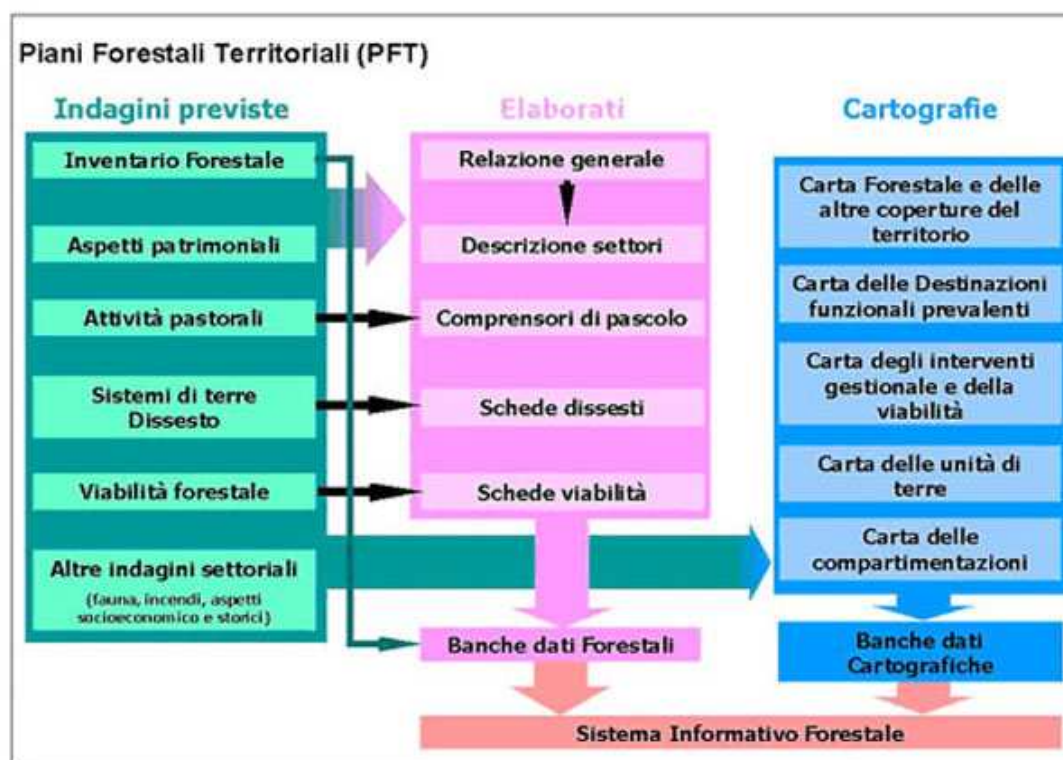 Piani Forestali Territoriali (PFT)
Indagini previste
Inventario Forestale
Aspetti patrimoniali
Attività pastorali
Sistemi di terre
Dissesto
Viabilità forestale
Altre indagini settoriali
(fauna, incendi, aspetti
socioeconomico e storici)
Elaborati
Relazione generale
Descrizione settori
Comprensori di pascolo
Schede dissesti
Schede viabilità
Banche dati Forestali
Cartografie
Carta Forestale e delle
altre coperture del
territorio
Carta delle Destinazioni
funzionali prevalenti
Carta degli interventi
gestionale e della
viabilità
Carta delle unità di
terre
Carta delle
compartimentazioni
Banche dati
Cartografiche
Sistema Informativo Forestale